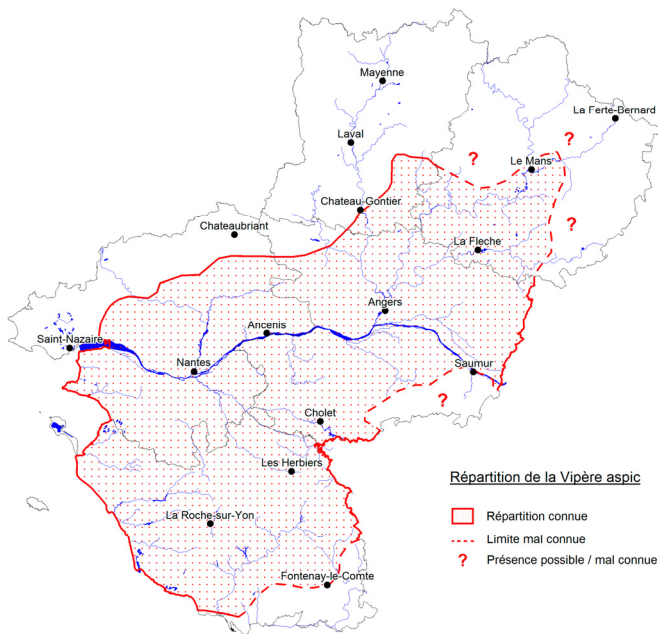 Mayenne
La Ferte-Bernard
Laval
?
?
Le Mans
Chateau-Gontier
?
Chateaubriant
La Fleche
Angers
Ancenis
Saint-Nazaire
Nantes
Saumur
?
Cholet
Les Herbiers
Répartition de la Vipère aspic
La Roche-sur-Yon
Répartition connue
Limite mal connue
? Présence possible / mal connue
Fontenay-le-Comte